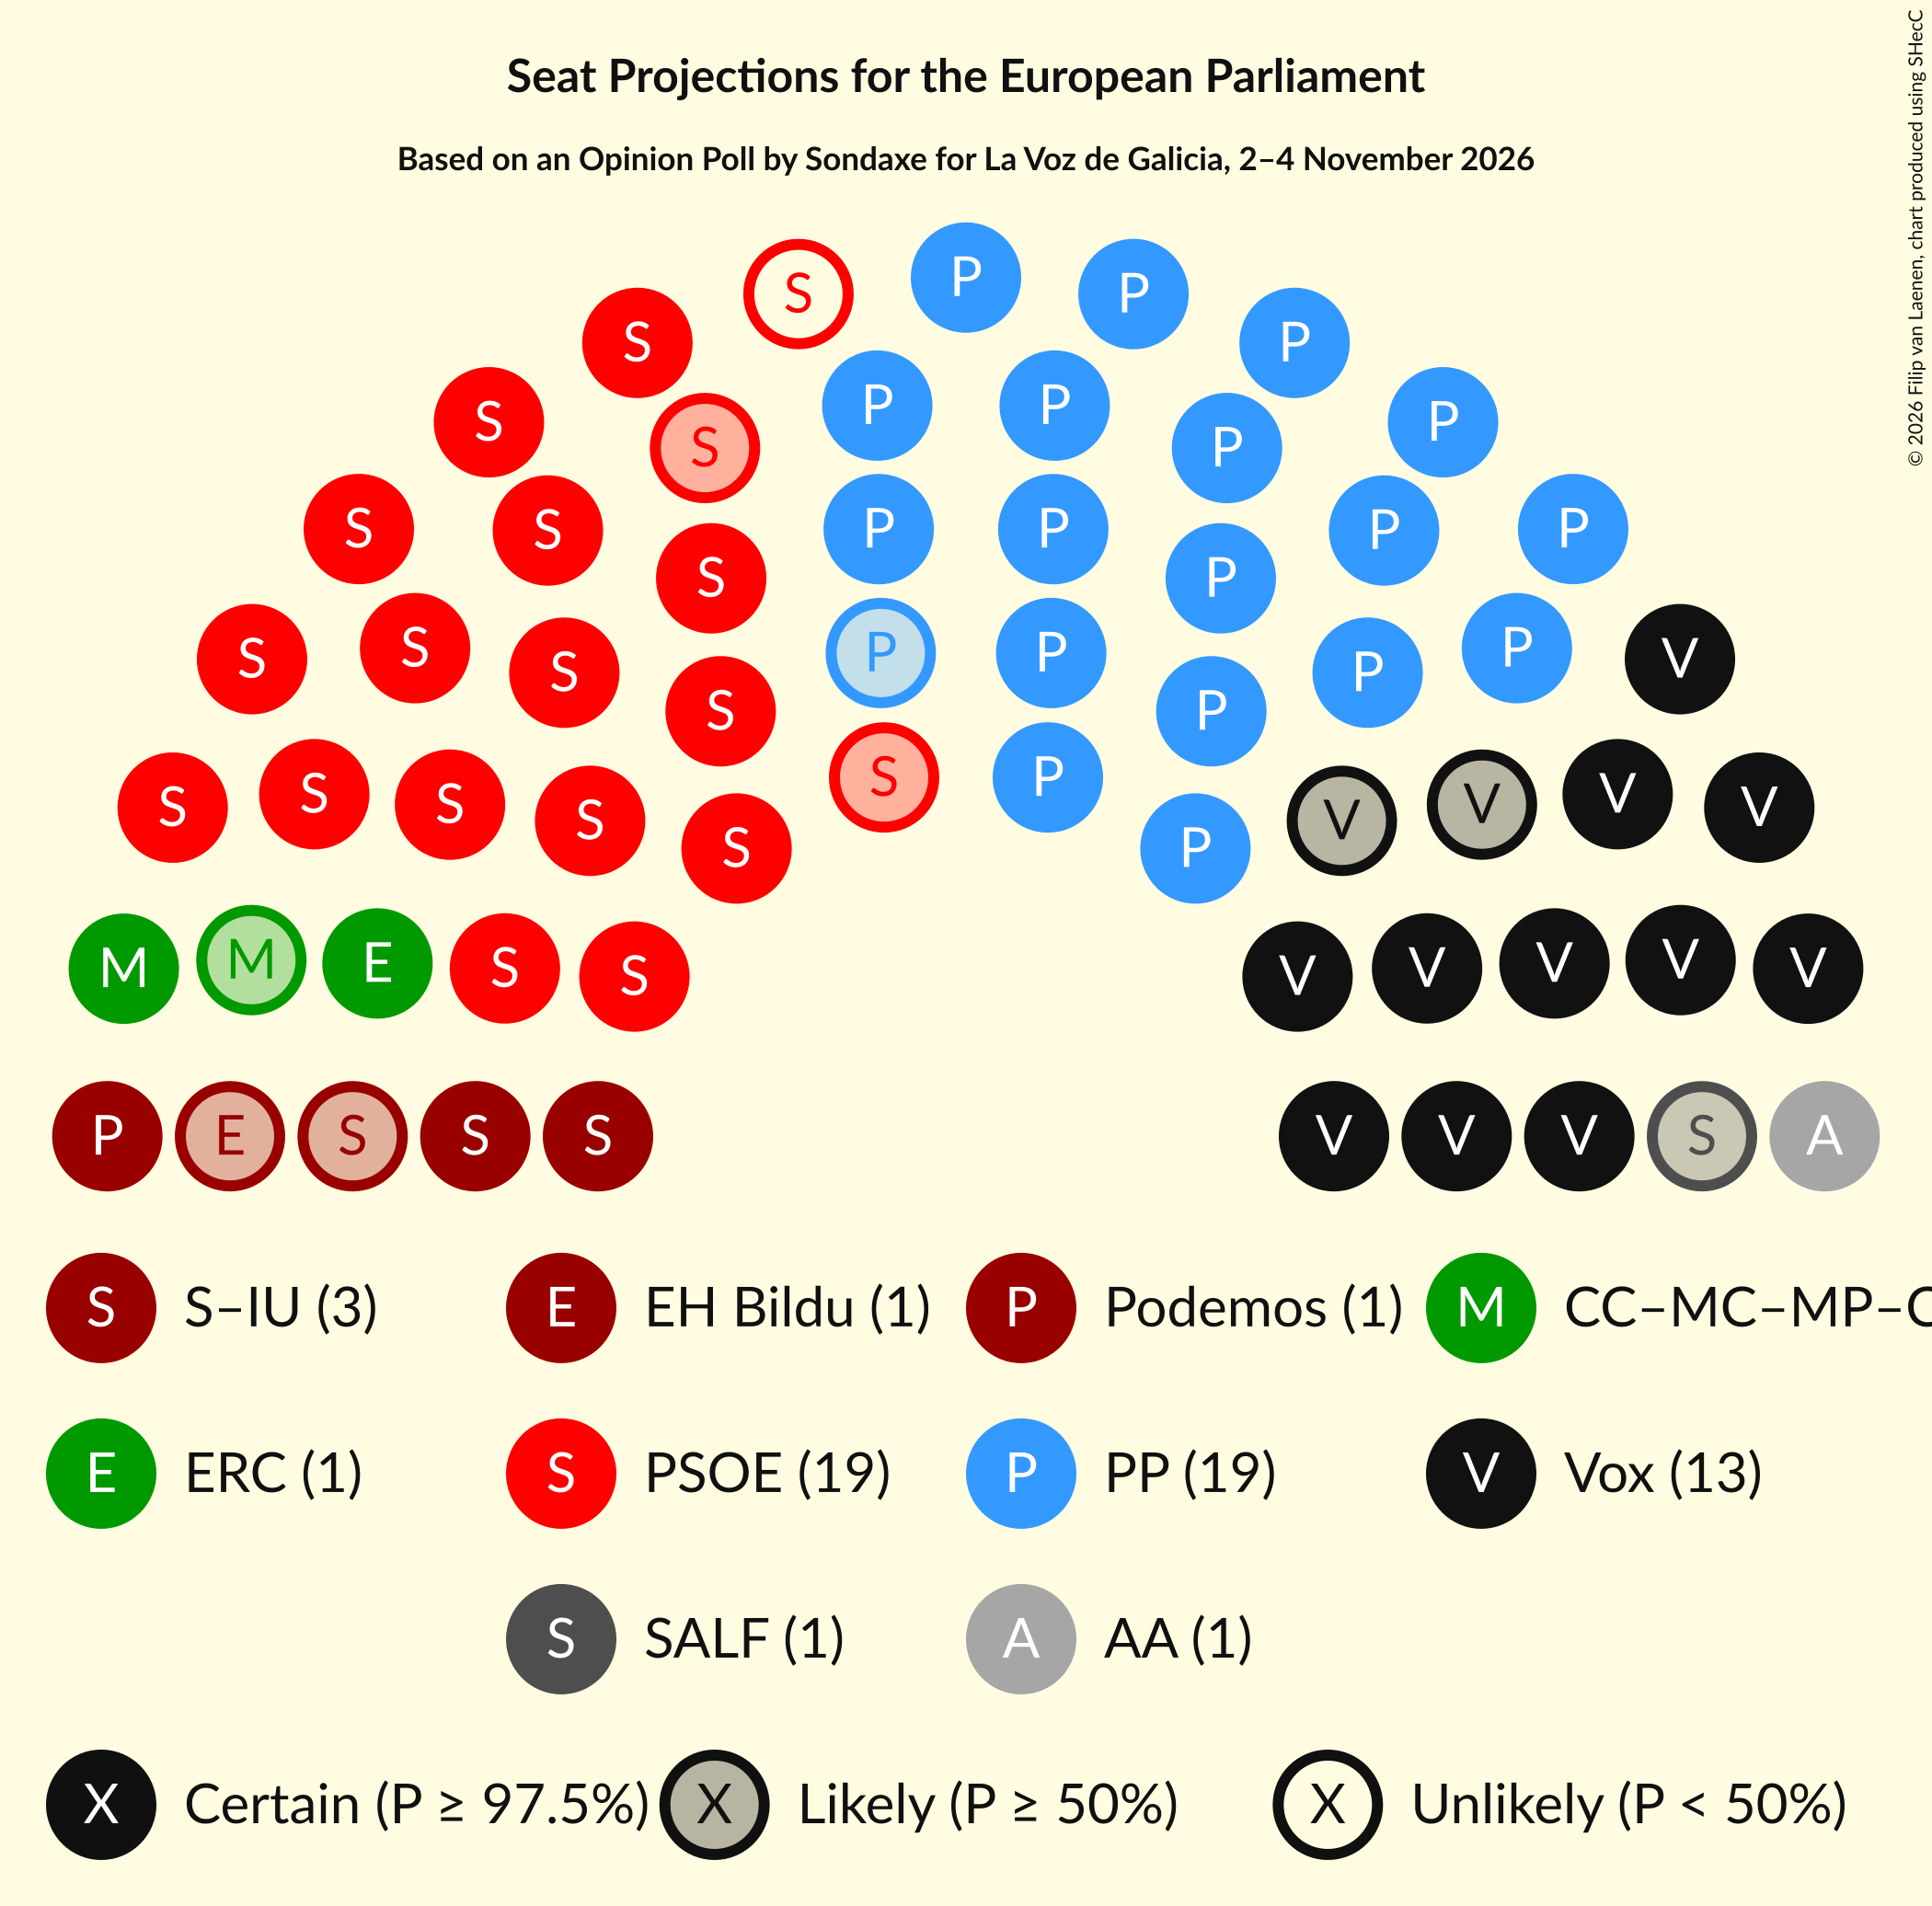 Seat Projections for the European Parliament
Based on an Opinion Poll by Sondaxe for La Voz de Galicia, 2–4 November 2026
© 2026 Filip van Laenen, chart produced using SHecC
P
S P
S P
S P P P
S P
S S P P P P
S S P P
S S P P V
S S P P
S S P P
S S S P V V V
S S P V
M M E S S V V V V V
P E S S S V V V S A
S S–IU (3) E EH Bildu (1) P Podemos (1) M CC–MC–MP–C
E ERC (1) S PSOE (19) P PP (19) V Vox (13)
S SALF (1) A AA (1)
X Certain (P ≥ 97.5%) X Likely (P ≥ 50%) X Unlikely (P < 50%)